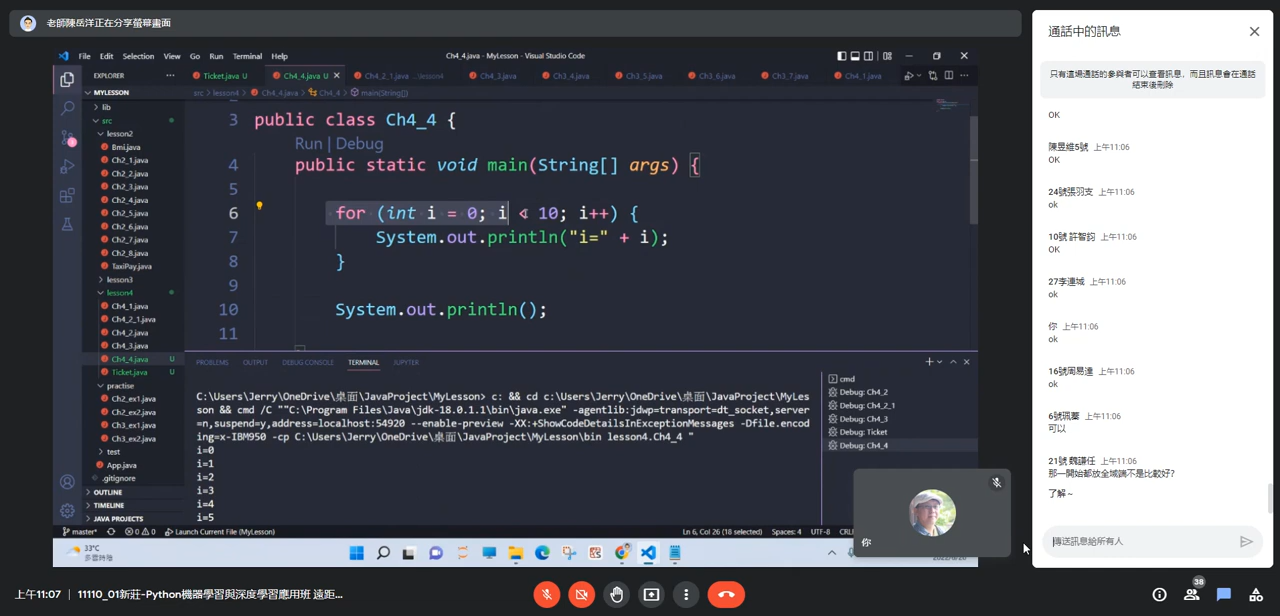 老師陳岳洋正在分享螢幕畫面
File Edit Selection View Go Run Terminal Help
Ch4_4.java - MyLesson - Visual Studio Code
EXPLORER
Ticket.java U
Ch4_4.java U
Ch4_2_1.java ...\lesson4
Ch4_3.java
Ch3_4.java
Ch3_5.java
Ch3_6.java
Ch3_7.java
Ch4_1.java
MYLESSON
src > lesson4 > Ch4_4.java > Ch4_4 > main(String[])
lib
src
lesson2
Bmi.java
Ch2_1.java
Ch2_2.java
Ch2_3.java
Ch2_4.java
Ch2_5.java
Ch2_6.java
Ch2_7.java
Ch2_8.java
TaxiPay.java
lesson3
lesson4
Ch4_1.java
Ch4_2_1.java
Ch4_2.java
Ch4_3.java
Ch4_4.java U
Ticket.java U
practise
Ch2_ex1.java
Ch2_ex2.java
Ch3_ex1.java
Ch3_ex2.java
test
App.java
.gitignore
OUTLINE
TIMELINE
JAVA PROJECTS
3 public class Ch4_4 {
Run | Debug
4 public static void main(String[] args) {
5
6 for (int i = 0; i < 10; i++) {
7 System.out.println("i=" + i);
8 }
9
10 System.out.println();
11
PROBLEMS OUTPUT DEBUG CONSOLE TERMINAL JUPYTER
C:\Users\Jerry\OneDrive\桌面\JavaProject\MyLesson> c: && cd c:\Users\Jerry\OneDrive\桌面\JavaProject\MyLes
son && cmd /C ""C:\Program Files\Java\jdk-18.0.1.1\bin\java.exe" -agentlib:jdwp=transport=dt_socket,server
=n,suspend=y,address=localhost:54920 --enable-preview -XX:+ShowCodeDetailsInExceptionMessages -Dfile.encod
ing=x-IBM950 -cp C:\Users\Jerry\OneDrive\桌面\JavaProject\MyLesson\bin lesson4.Ch4_4 "
i=0
i=1
i=2
i=3
i=4
i=5
cmd
Debug: Ch4_2
Debug: Ch4_2_1
Debug: Ch4_3
Debug: Ticket
Debug: Ch4_4
master*
0 0
Launch Current File (MyLesson)
Ln 6, Col 26 (18 selected) Spaces: 4 UTF-8
33°C
你
通話中的訊息
只有這場通話的參與者可以查看訊息，而且訊息會在通話
結束後刪除
OK
陳昱維5號 上午11:06
OK
24號張羽支 上午11:06
ok
10號 許智鈞 上午11:06
OK
27李連城 上午11:06
ok
你 上午11:06
ok
16號周易達 上午11:06
ok
6號珮蓁 上午11:06
可以
21號 魏謙任 上午11:06
那一開始都放全域端不是比較好?
了解~
傳送訊息給所有人
上午11:07 | 11110_01新莊-Python機器學習與深度學習應用班 遠距...
38